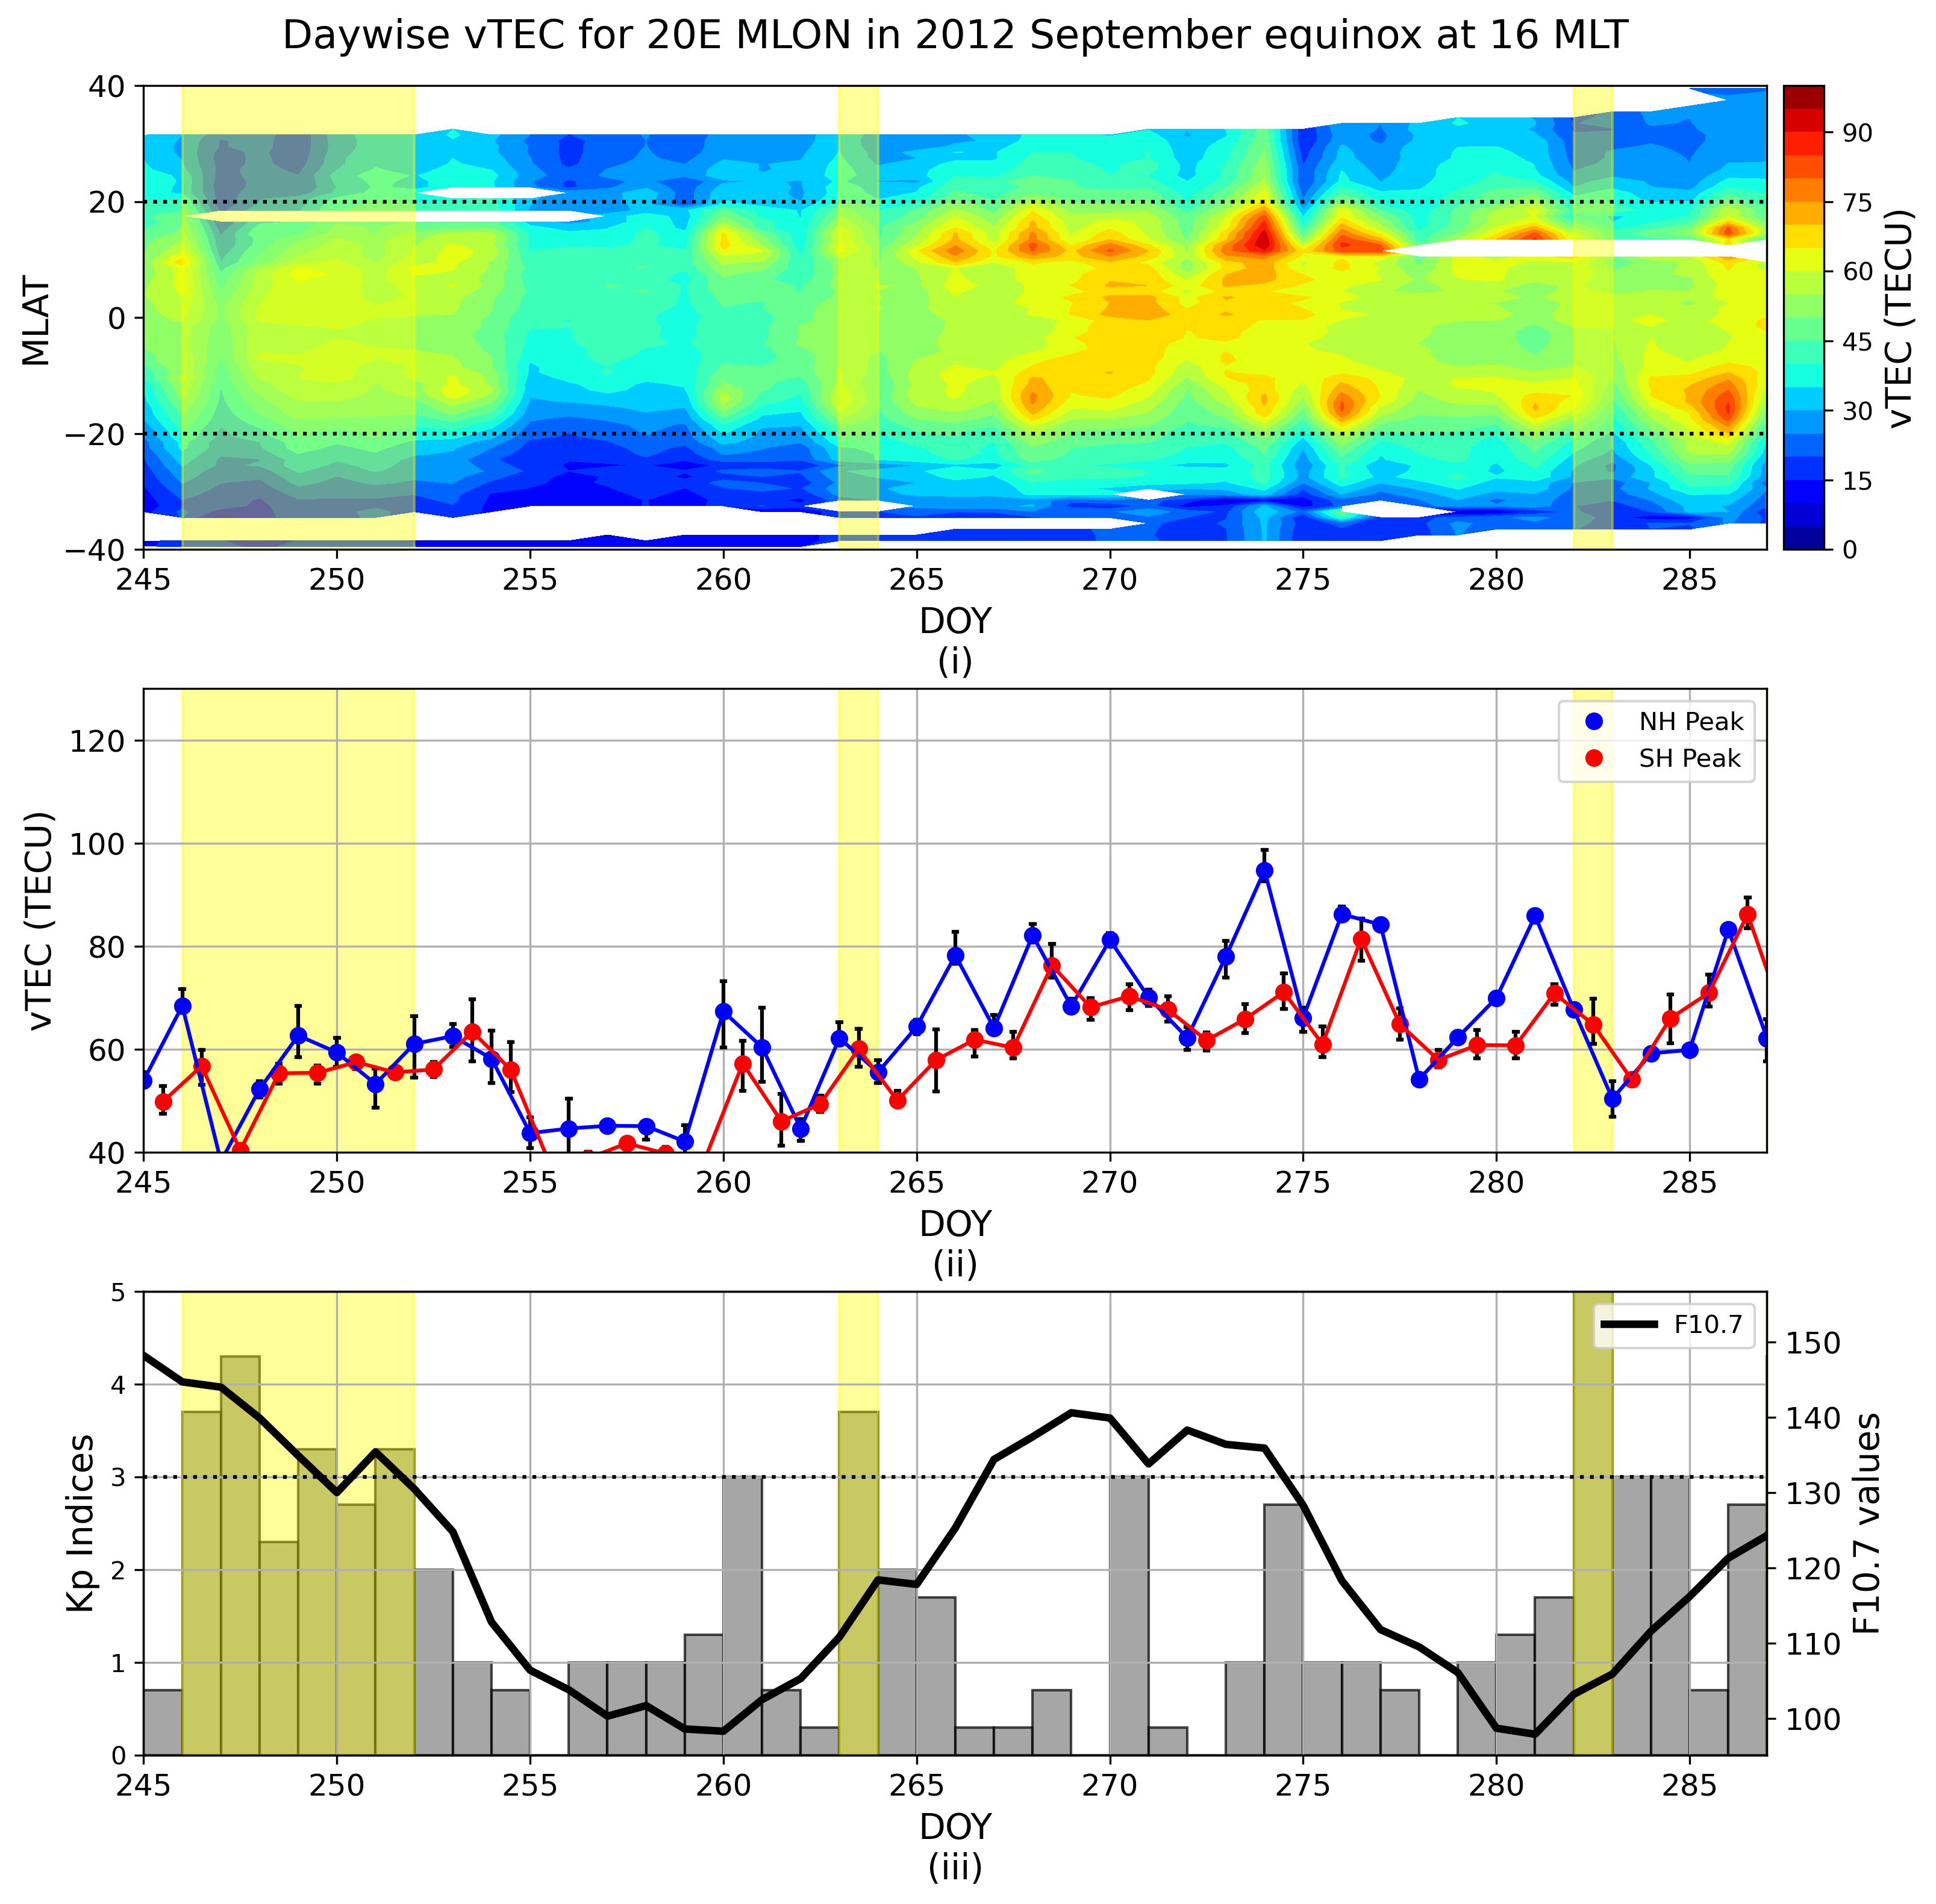 Daywise vTEC for 20E MLON in 2012 September equinox at 16 MLT
40
20
0
−20
−40
MLAT
245 250 255 260 265 270 275 280 285
DOY
(i)
90
75
60
45
30
15
0
vTEC (TECU)
120
100
80
60
40
vTEC (TECU)
NH Peak
SH Peak
245 250 255 260 265 270 275 280 285
DOY
(ii)
5
4
3
2
1
0
Kp Indices
F10.7
150
140
130
120
110
100
F10.7 values
245 250 255 260 265 270 275 280 285
DOY
(iii)